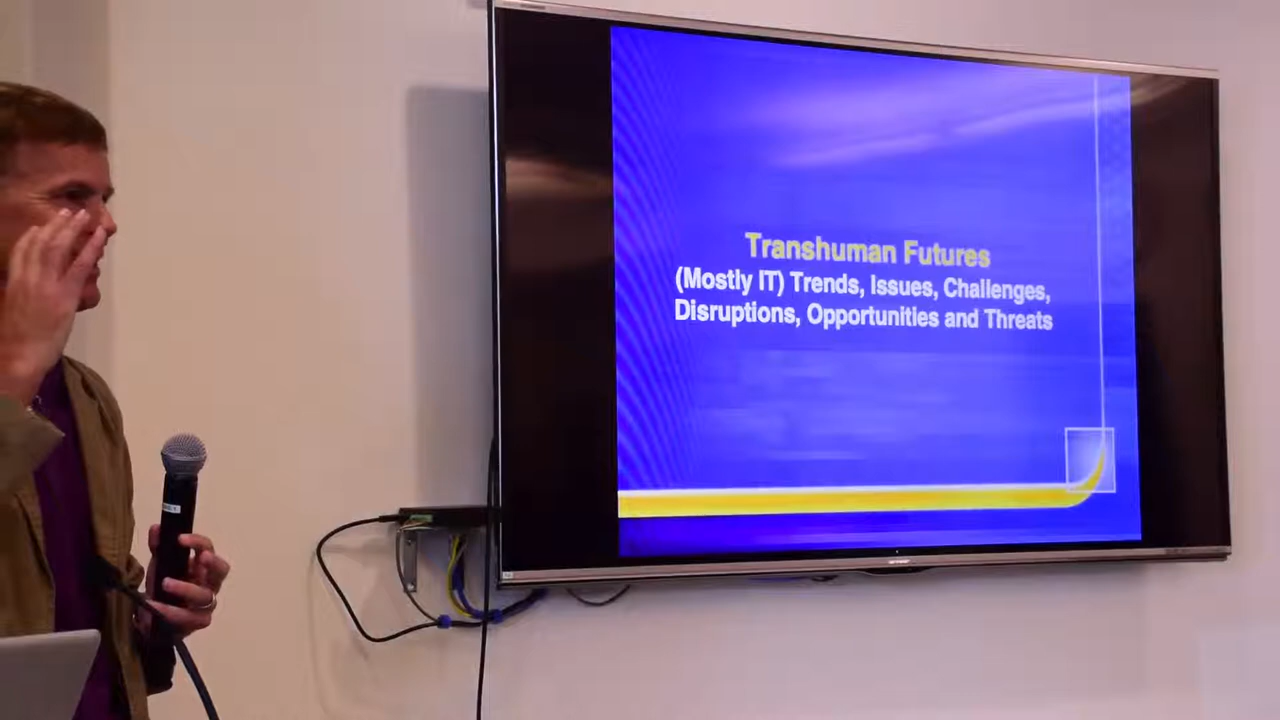 Transhuman Futures
(Mostly IT) Trends, Issues, Challenges,
Disruptions, Opportunities and Threats